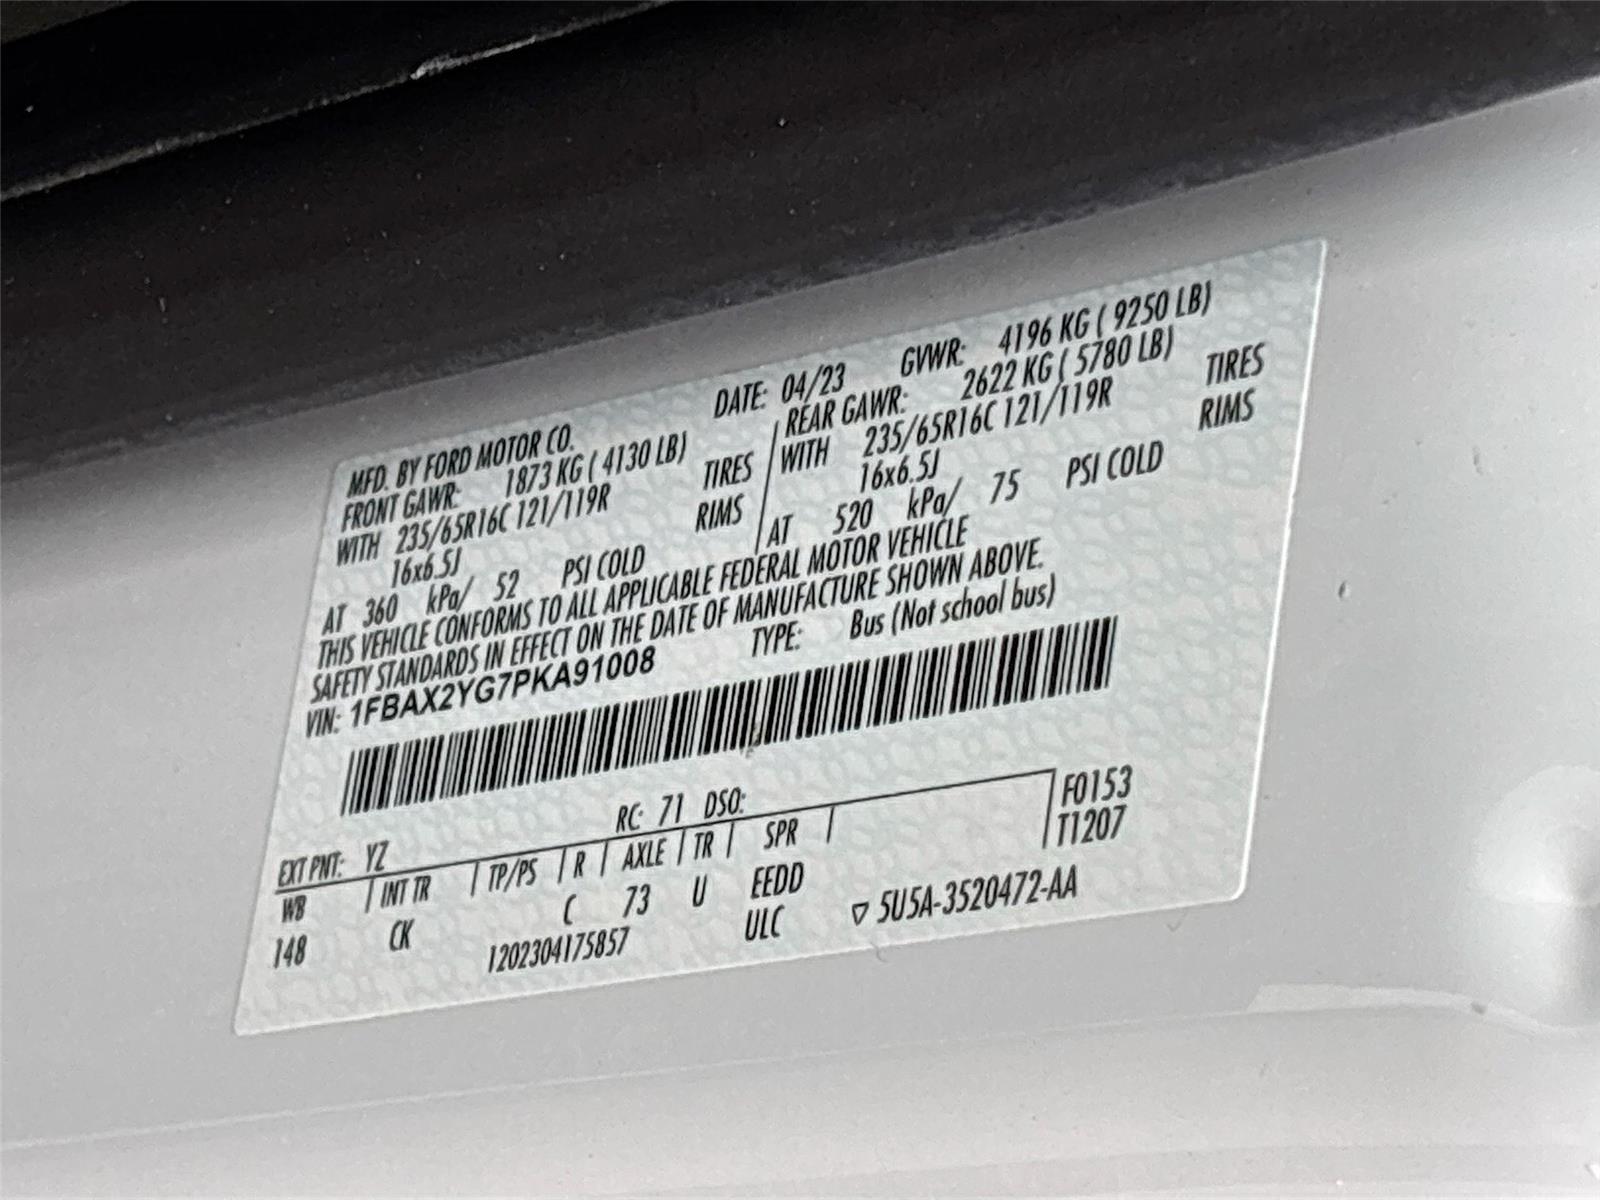 MFD. BY FORD MOTOR CO. DATE: 04/23 GVWR: 4196 KG ( 9250 LB)
FRONT GAWR: 1873 KG ( 4130 LB) REAR GAWR: 2622 KG ( 5780 LB)
WITH 235/65R16C 121/119R TIRES WITH 235/65R16C 121/119R TIRES
16x6.5J RIMS 16x6.5J RIMS
AT 360 kPa/ 52 PSI COLD AT 520 kPa/ 75 PSI COLD
THIS VEHICLE CONFORMS TO ALL APPLICABLE FEDERAL MOTOR VEHICLE
SAFETY STANDARDS IN EFFECT ON THE DATE OF MANUFACTURE SHOWN ABOVE.
VIN: 1FBAX2YG7PKA91008 TYPE: Bus (Not school bus)
EXT PNT: YZ RC: 71 DSO: F0153
WB INT TR TP/PS R AXLE TR SPR T1207
148 CK C 73 U EEDD
1202304175857 ULC ▽ 5U5A-3520472-AA